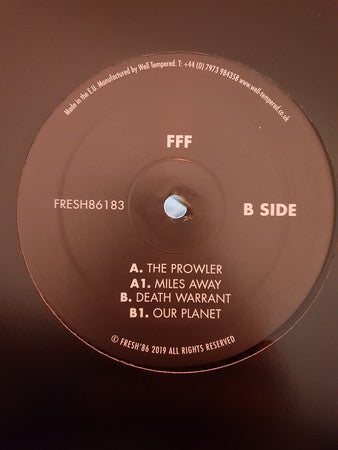 Made in the E.U. Manufactured by Well Tempered. T: +44 (0) 7973 984358 www.well-tempered.co.uk
FFF
FRESH86183
B SIDE
A. THE PROWLER
A1. MILES AWAY
B. DEATH WARRANT
B1. OUR PLANET
© FRESH'86 2019 ALL RIGHTS RESERVED